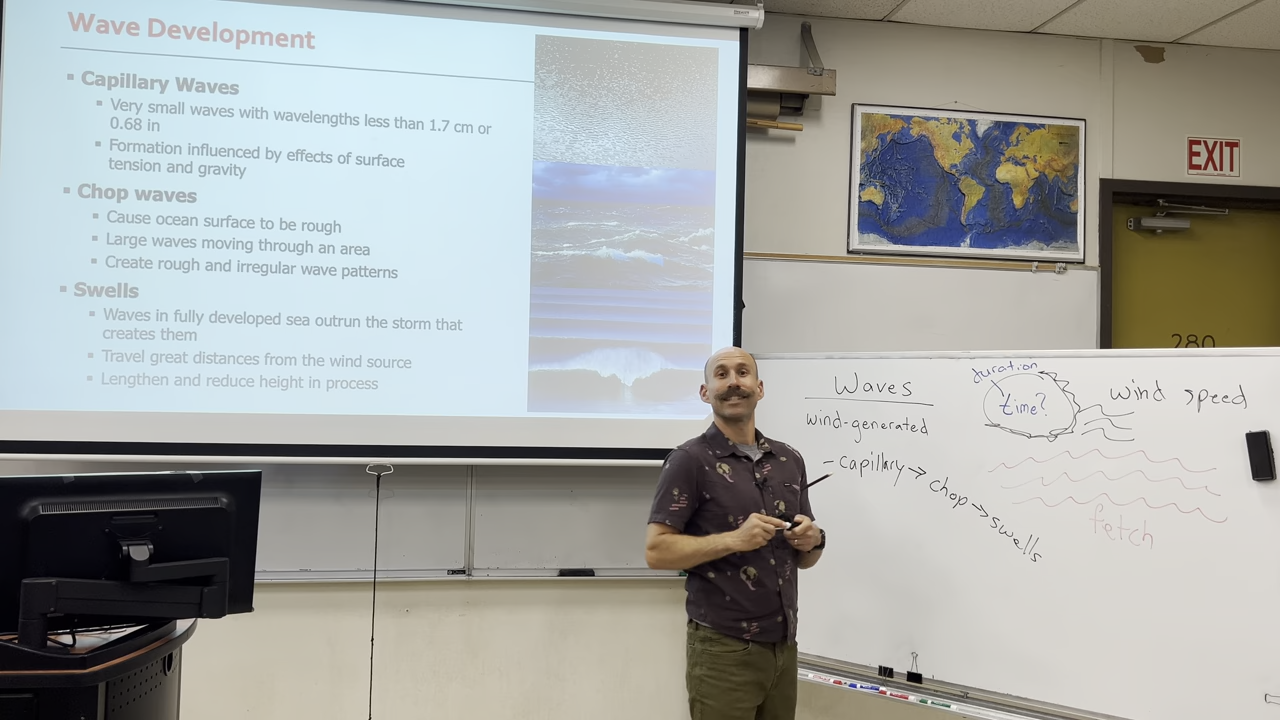 Wave Development
▪ Capillary Waves
▪ Very small waves with wavelengths less than 1.7 cm or
0.68 in
▪ Formation influenced by effects of surface
tension and gravity
▪ Chop waves
▪ Cause ocean surface to be rough
▪ Large waves moving through an area
▪ Create rough and irregular wave patterns
▪ Swells
▪ Waves in fully developed sea outrun the storm that
creates them
▪ Travel great distances from the wind source
▪ Lengthen and reduce height in process
EXIT
280
Waves
wind-generated
- capillary → chop → swells
duration
time?
wind speed
fetch